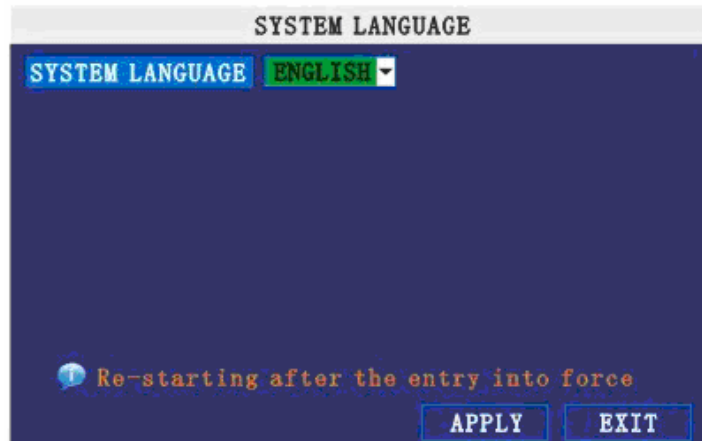 SYSTEM LANGUAGE
SYSTEM LANGUAGE ENGLISH
Re-starting after the entry into force
APPLY EXIT